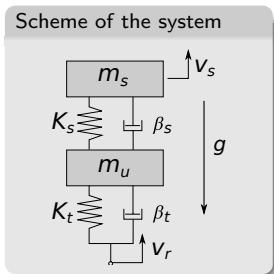 Scheme of the system
m_s
v_s
K_s
β_s
g
m_u
K_t
β_t
v_r